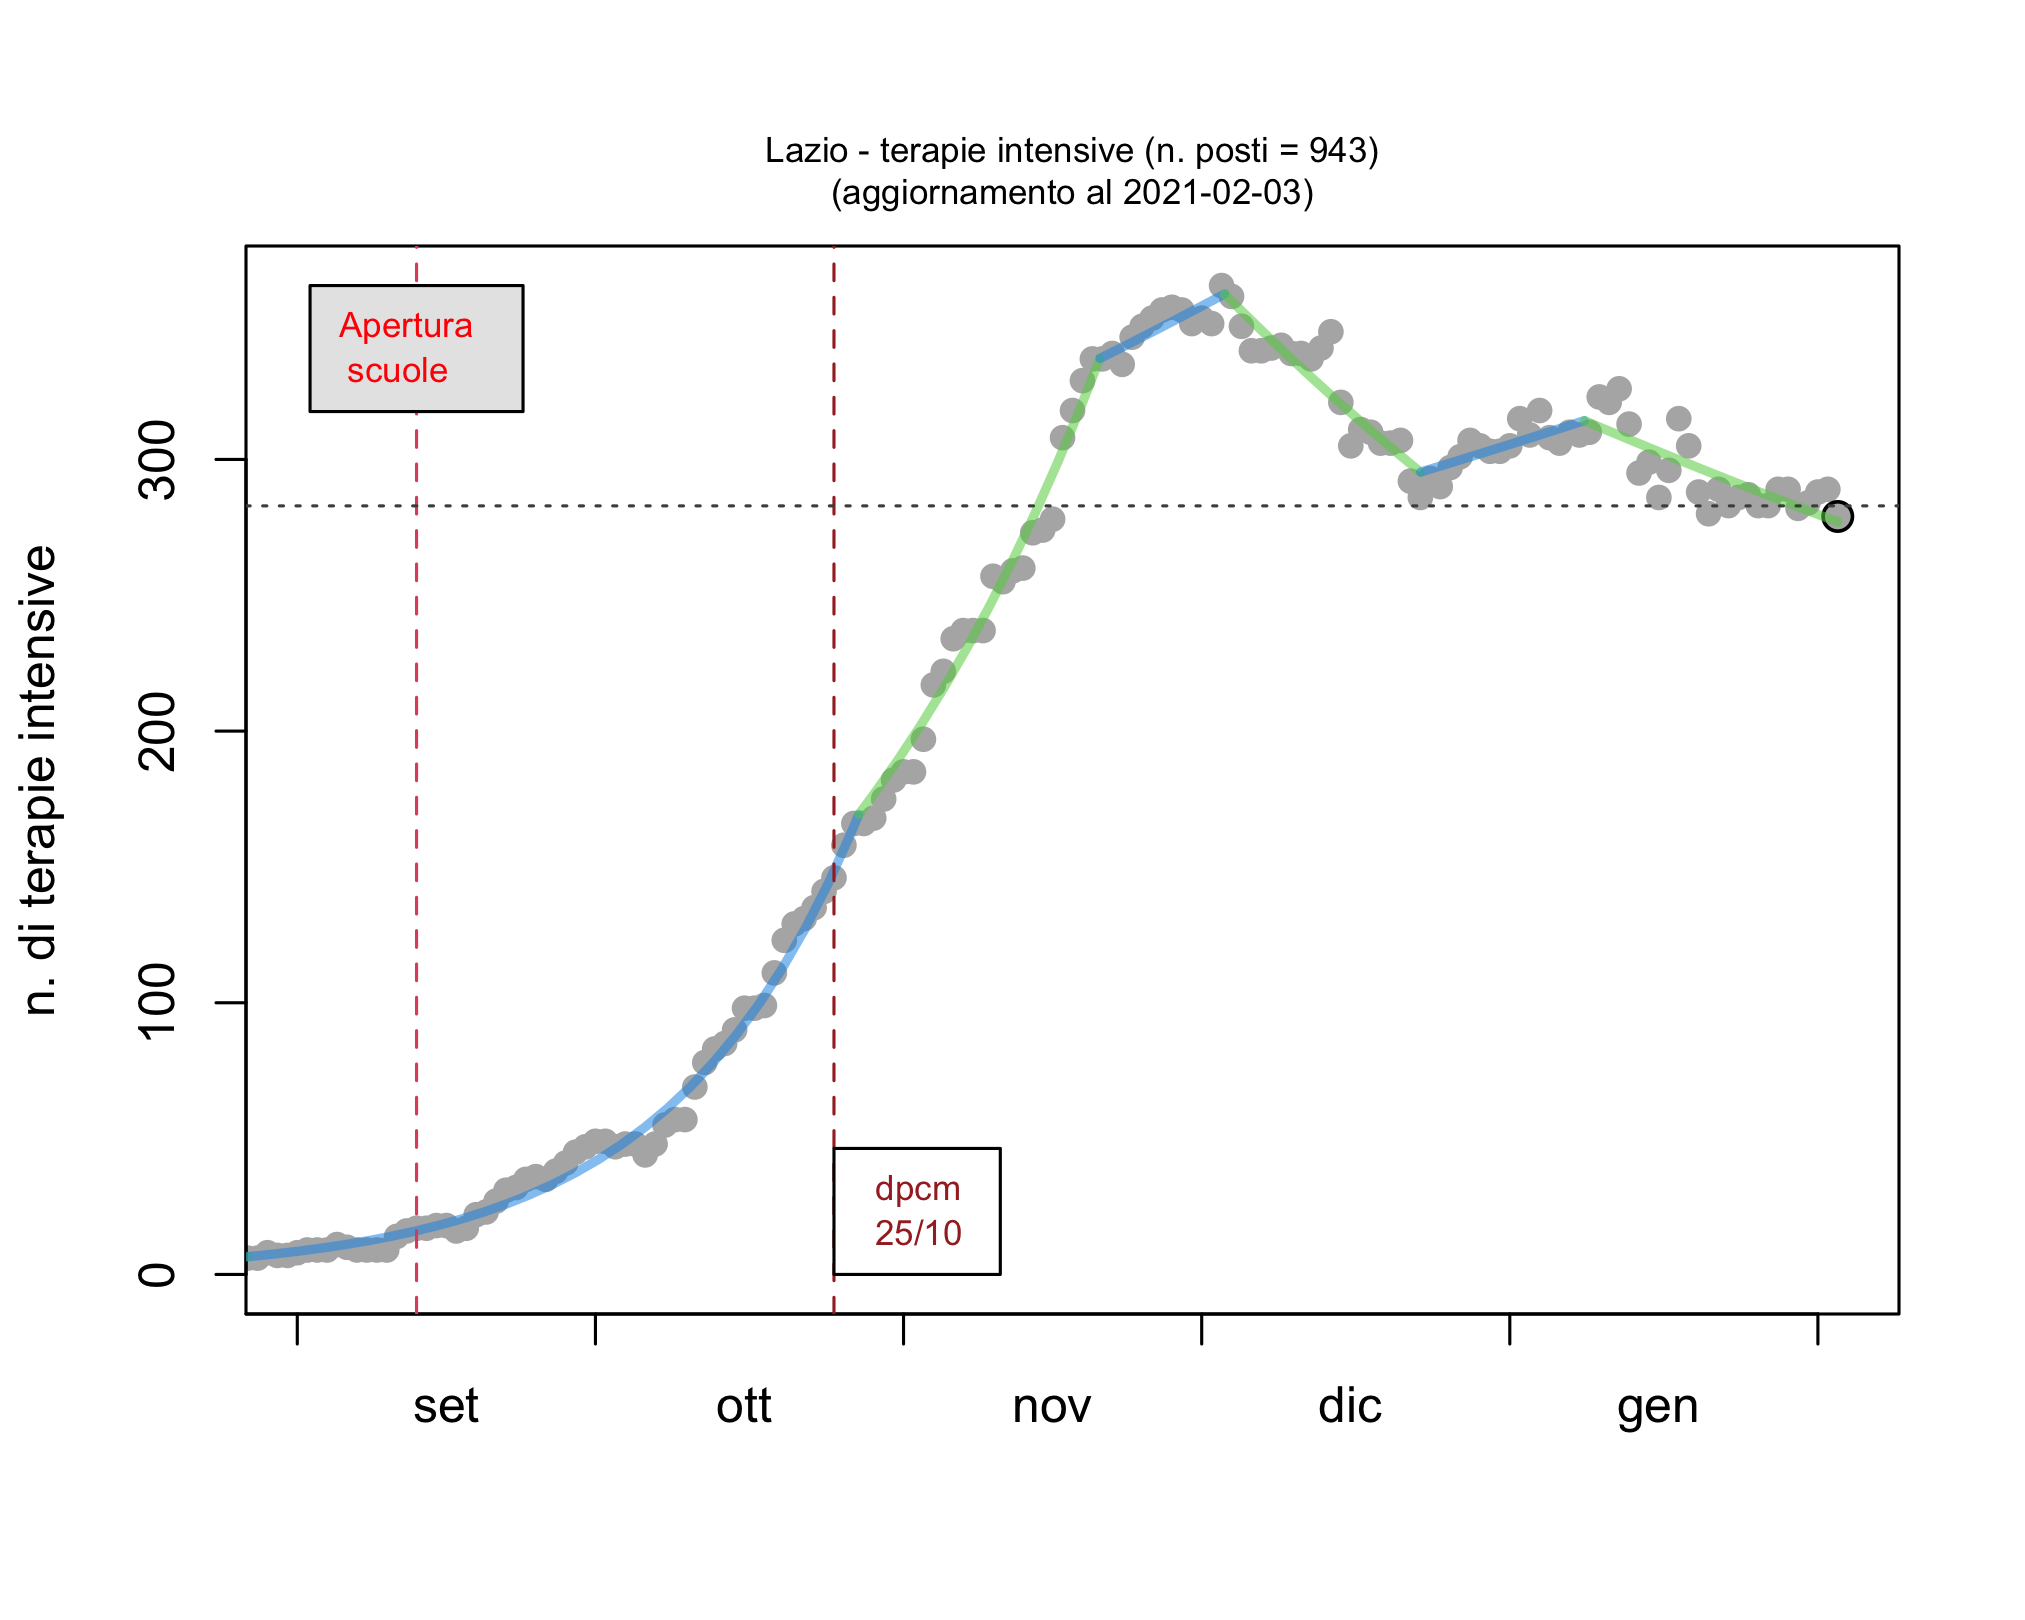 Lazio - terapie intensive (n. posti = 943)
(aggiornamento al 2021-02-03)
Apertura
scuole
n. di terapie intensive
300
200
100
0
dpcm
25/10
set ott nov dic gen